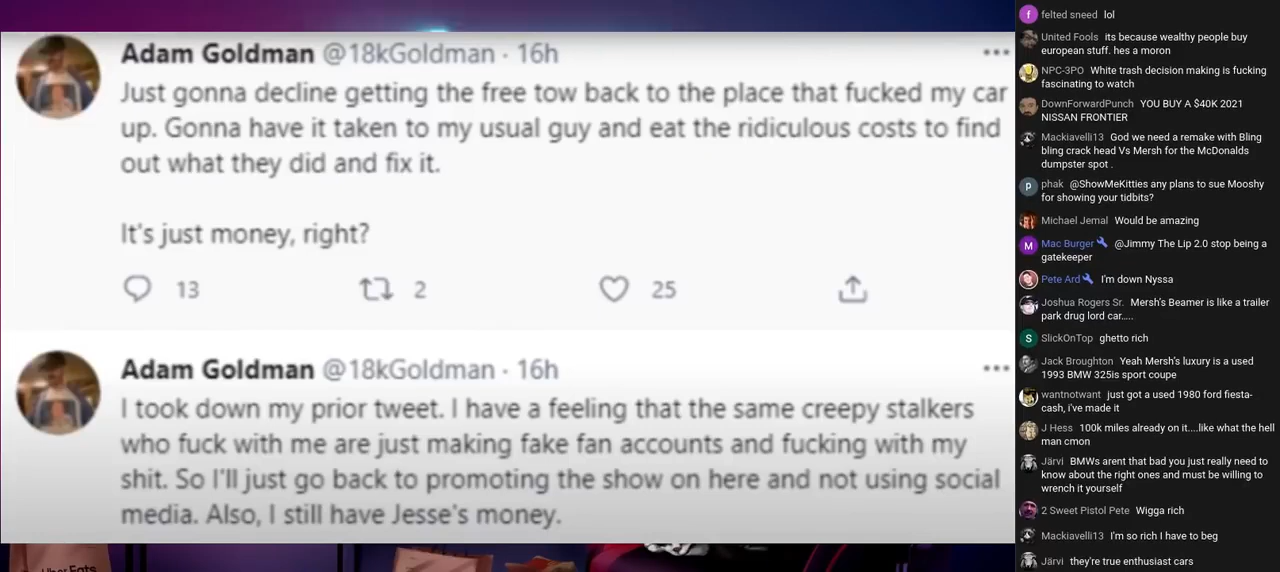 Adam Goldman @18kGoldman · 16h
Just gonna decline getting the free tow back to the place that fucked my car
up. Gonna have it taken to my usual guy and eat the ridiculous costs to find
out what they did and fix it.
It's just money, right?
13 2 25
Adam Goldman @18kGoldman · 16h
I took down my prior tweet. I have a feeling that the same creepy stalkers
who fuck with me are just making fake fan accounts and fucking with my
shit. So I'll just go back to promoting the show on here and not using social
media. Also, I still have Jesse's money.
Uber Eats
f felted sneed lol
United Fools its because wealthy people buy
european stuff. hes a moron
NPC-3PO White trash decision making is fucking
fascinating to watch
DownForwardPunch YOU BUY A $40K 2021
NISSAN FRONTIER
Mackiavelli13 God we need a remake with Bling
bling crack head Vs Mersh for the McDonalds
dumpster spot .
p phak @ShowMeKitties any plans to sue Mooshy
for showing your tidbits?
Michael Jemal Would be amazing
M Mac Burger @Jimmy The Lip 2.0 stop being a
gatekeeper
Pete Ard I'm down Nyssa
Joshua Rogers Sr. Mersh's Beamer is like a trailer
park drug lord car.....
S SlickOnTop ghetto rich
Jack Broughton Yeah Mersh's luxury is a used
1993 BMW 325is sport coupe
wantnotwant just got a used 1980 ford fiesta-
cash, i've made it
J Hess 100k miles already on it....like what the hell
man cmon
Järvi BMWs arent that bad you just really need to
know about the right ones and must be willing to
wrench it yourself
2 Sweet Pistol Pete Wigga rich
Mackiavelli13 I'm so rich I have to beg
Järvi they're true enthusiast cars